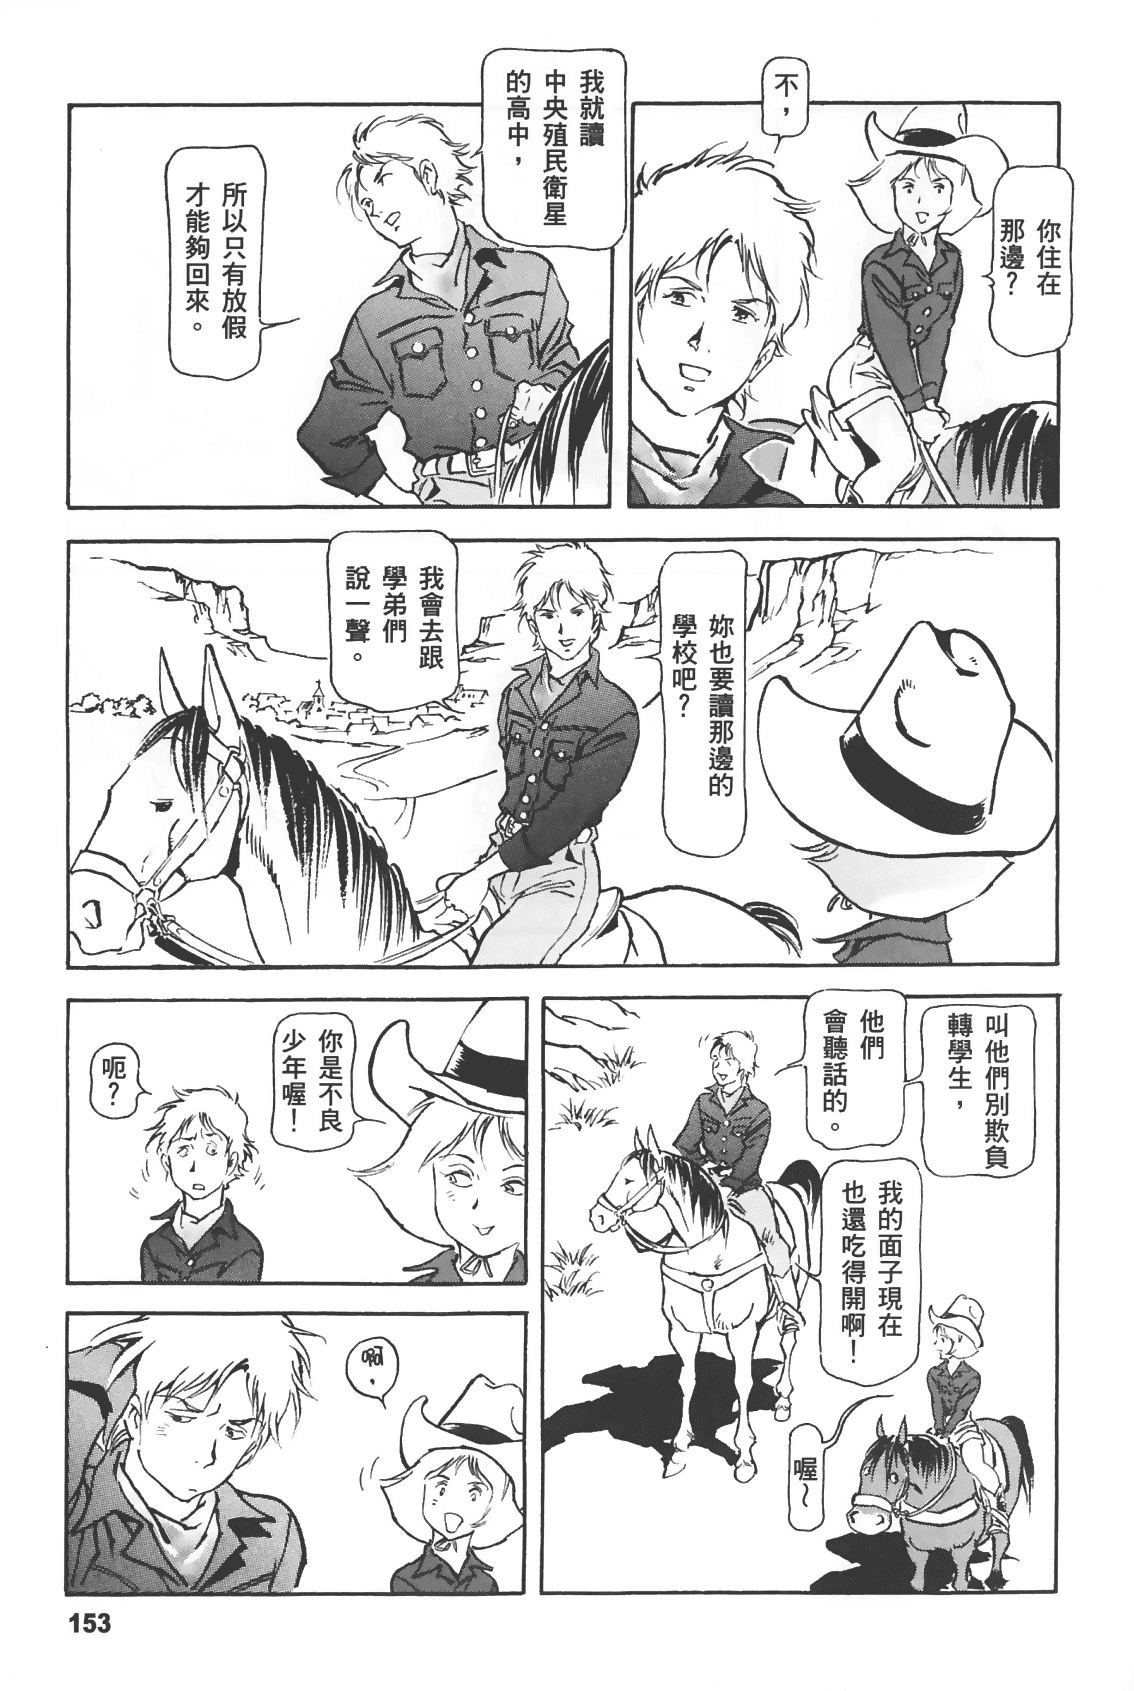 你住在
那邊?
不,
我就讀
中央殖民衛星
的高中,
所以只有放假
才能夠回來。
妳也要讀那邊的
學校吧?
我會去跟
學弟們
說一聲。
叫他們別欺負
轉學生,
他們
會聽話的。
我的面子現在
也還吃得開啊!
喔~
你是不良
少年喔!
呃?
啊。
153